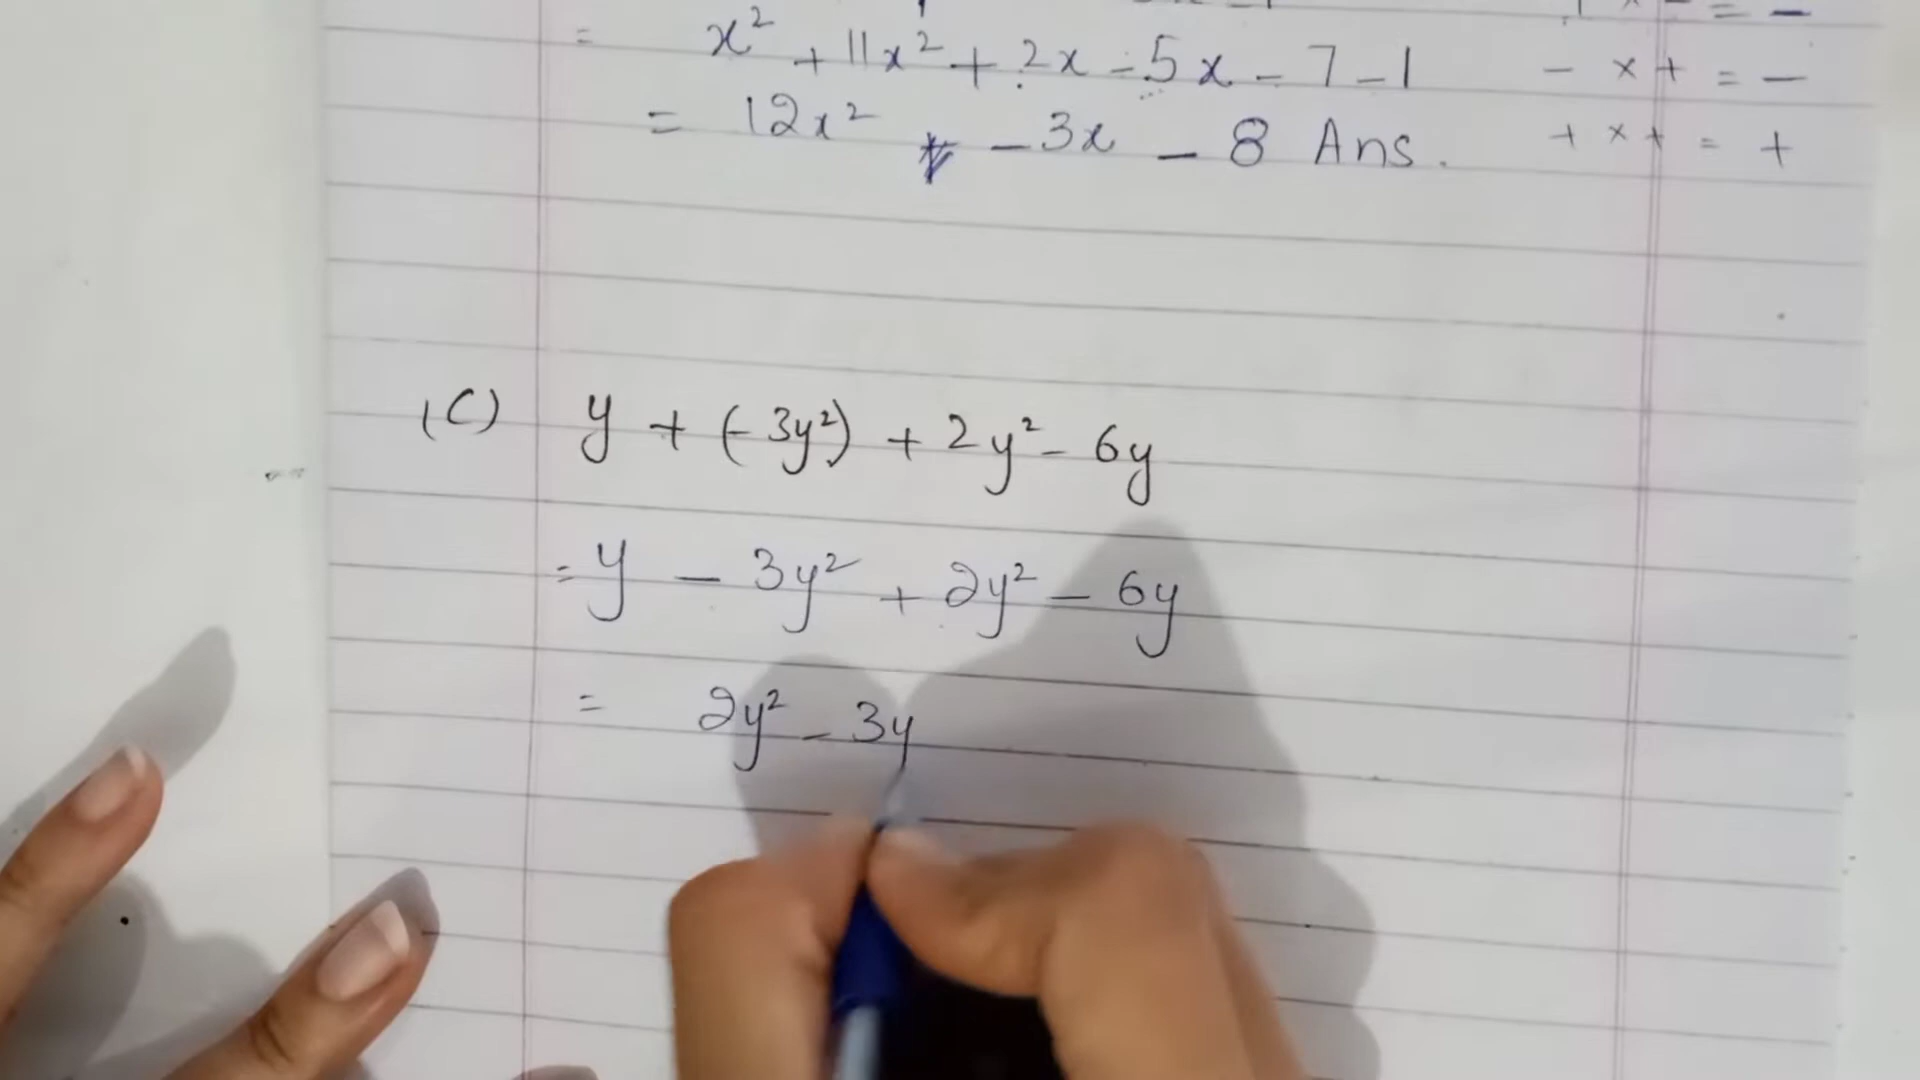 = x² + 11x² + 2x - 5x - 7 - 1 - × + = -
= 12x² - 3x - 8 Ans. + × + = +
(C) y + (-3y²) + 2y² - 6y
= y - 3y² + 2y² - 6y
= 2y² - 3y